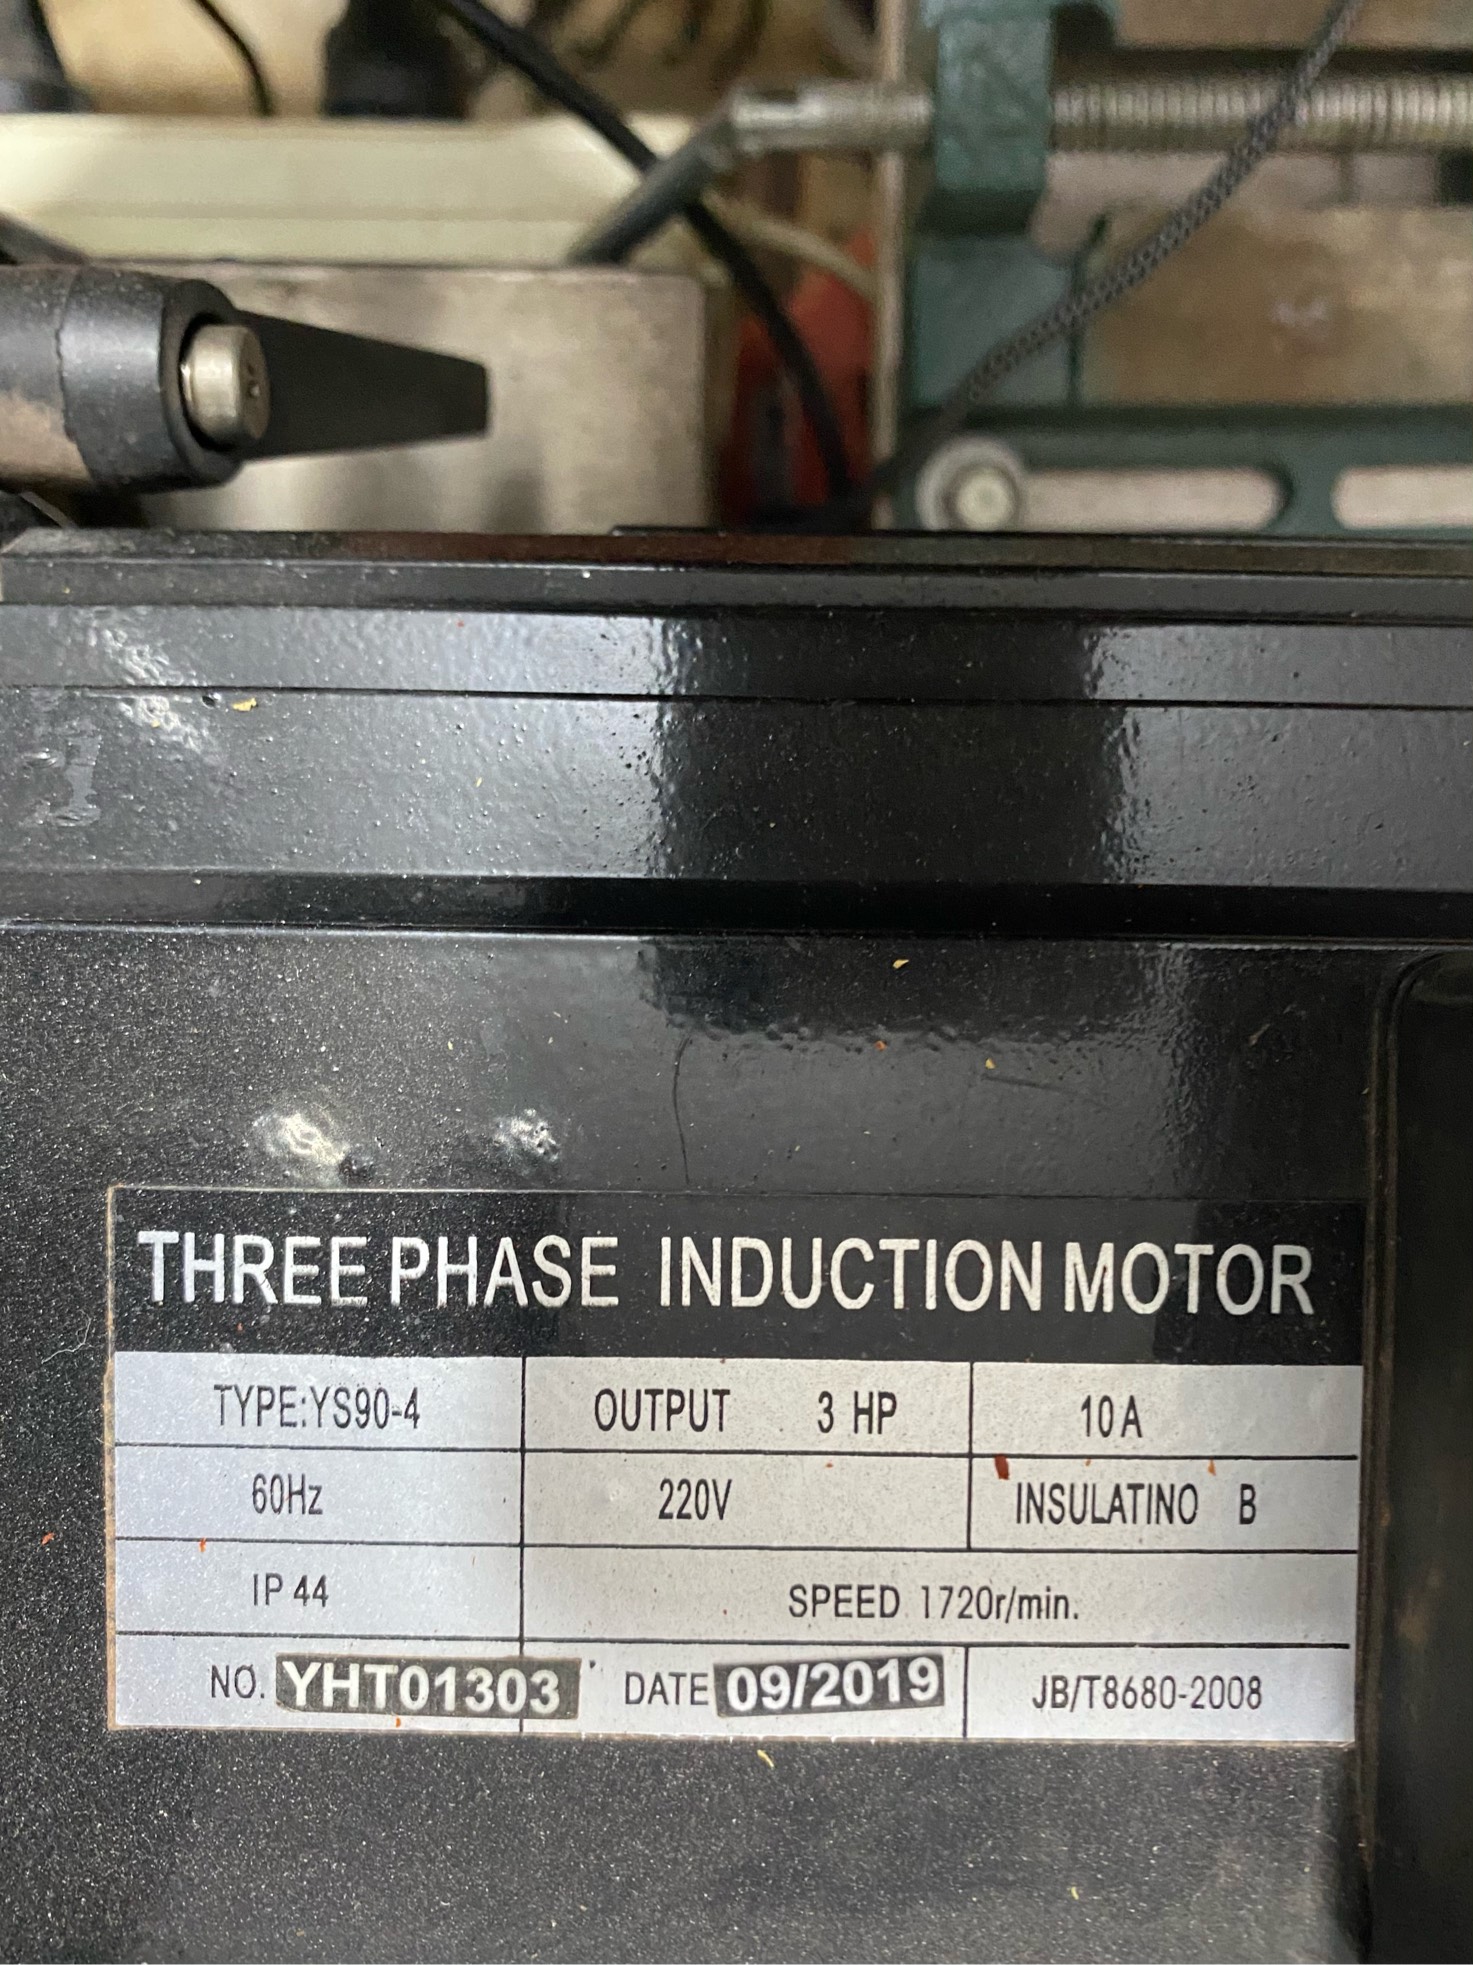 THREE PHASE INDUCTION MOTOR
TYPE:YS90-4 OUTPUT 3 HP 10A
60Hz 220V INSULATINO B
IP 44 SPEED 1720r/min.
NO. YHT01303 DATE 09/2019 JB/T8680-2008